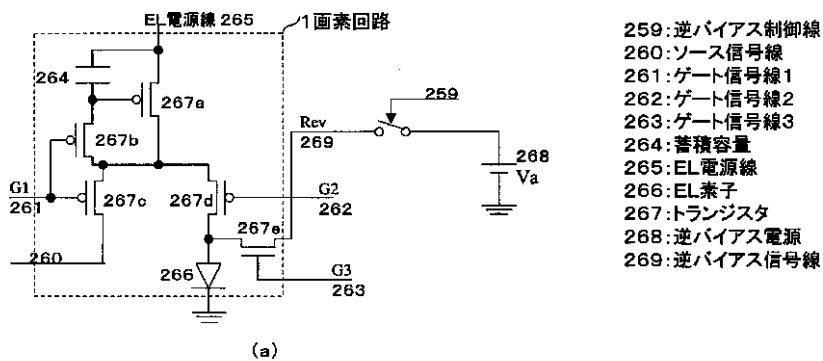 EL電源線 265
1画素回路
264
267a
267b
259
Rev
269
268
Va
G1
261
267c
267d
G2
262
267e
260
266
G3
263
(a)
259:逆バイアス制御線
260:ソース信号線
261:ゲート信号線1
262:ゲート信号線2
263:ゲート信号線3
264:蓄積容量
265:EL電源線
266:EL素子
267:トランジスタ
268:逆バイアス電源
269:逆バイアス信号線